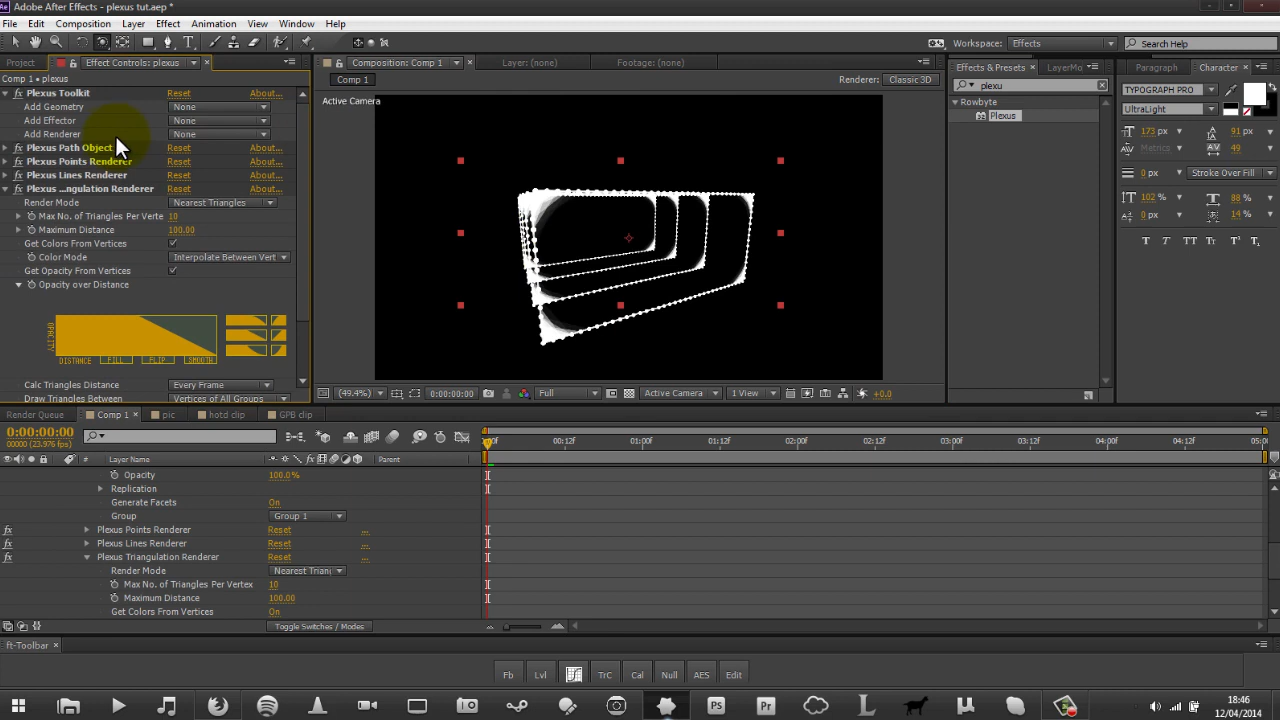 Adobe After Effects - plexus tut.aep *
File Edit Composition Layer Effect Animation View Window Help
Workspace: Effects Search Help
Project Effect Controls: plexus Composition: Comp 1 Layer: (none) Footage: (none) Effects & Presets LayerMo Paragraph Character
Comp 1 • plexus
Comp 1 Renderer: Classic 3D
plexu
Active Camera
Plexus Toolkit Reset About...
Add Geometry None
Add Effector None
Add Renderer None
Plexus Path Object Reset About...
Plexus Points Renderer Reset About...
Plexus Lines Renderer Reset About...
Plexus ...ngulation Renderer Reset About...
Render Mode Nearest Triangles
Max No. of Triangles Per Verte 10
Maximum Distance 100.00
Get Colors From Vertices
Color Mode Interpolate Between Vert
Get Opacity From Vertices
Opacity over Distance
OPACITY
DISTANCE FILL FLIP SMOOTH
Calc Triangles Distance Every Frame
Draw Triangles Between Vertices of All Groups
Rowbyte
Plexus
TYPOGRAPH PRO
UltraLight
173 px 91 px
Metrics 49
0 px Stroke Over Fill
102 % 88 %
0 px 14 %
(49.4%) 0:00:00:00 Full Active Camera 1 View +0.0
Render Queue Comp 1 pic hotd clip GPB clip
0:00:00:00
00000 (23.976 fps)
:00f 00:12f 01:00f 01:12f 02:00f 02:12f 03:00f 03:12f 04:00f 04:12f 05:0
# Layer Name Parent
Opacity 100.0%
Replication
Generate Facets On
Group Group 1
Plexus Points Renderer Reset ...
Plexus Lines Renderer Reset ...
Plexus Triangulation Renderer Reset ...
Render Mode Nearest Triang
Max No. of Triangles Per Vertex 10
Maximum Distance 100.00
Get Colors From Vertices On
Toggle Switches / Modes
ft-Toolbar
Fb Lvl TrC Cal Null AES Edit
18:46
12/04/2014